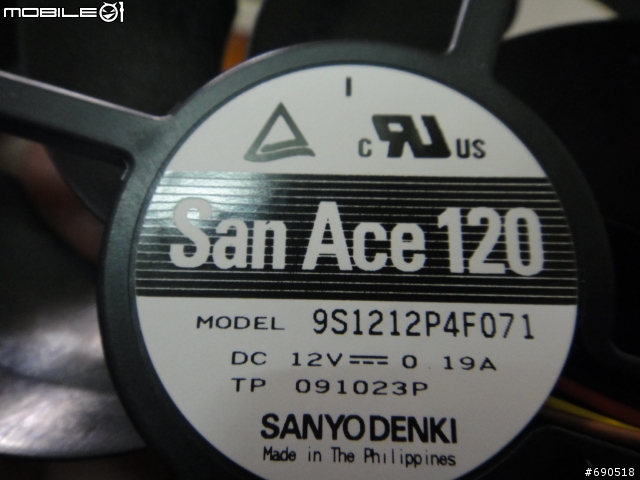 MOBILE01
I
c RU US
San Ace 120
MODEL 9S1212P4F071
DC 12V 0.19A
TP 091023P
SANYO DENKI
Made in The Philippines
#690518